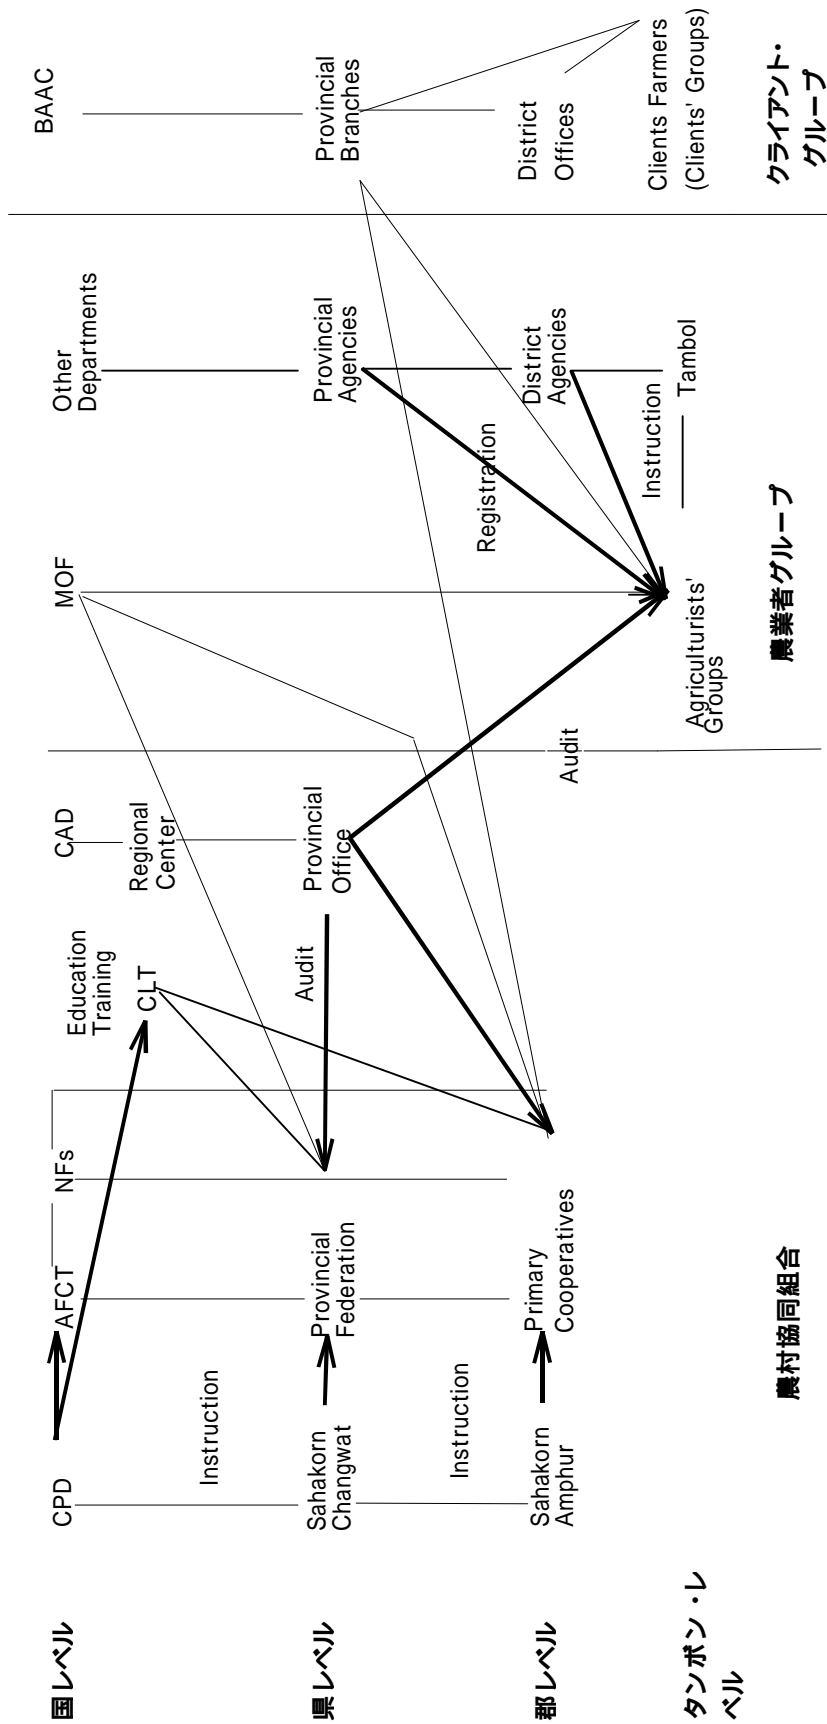 国レベル
CPD
AFCT
NFs
Education
Training
CLT
CAD
Regional
Center
MOF
Other
Departments
BAAC
Instruction
県レベル
Sahakorn
Changwat
Provincial
Federation
Audit
Provincial
Office
Provincial
Agencies
Provincial
Branches
Instruction
Registration
郡レベル
Sahakorn
Amphur
Primary
Cooperatives
Audit
District
Agencies
District
Offices
タンボン・レ
ベル
Agriculturists'
Groups
Instruction
Tambol
Clients Farmers
(Clients' Groups)
農村協同組合
農業者グループ
クライアント・
グループ